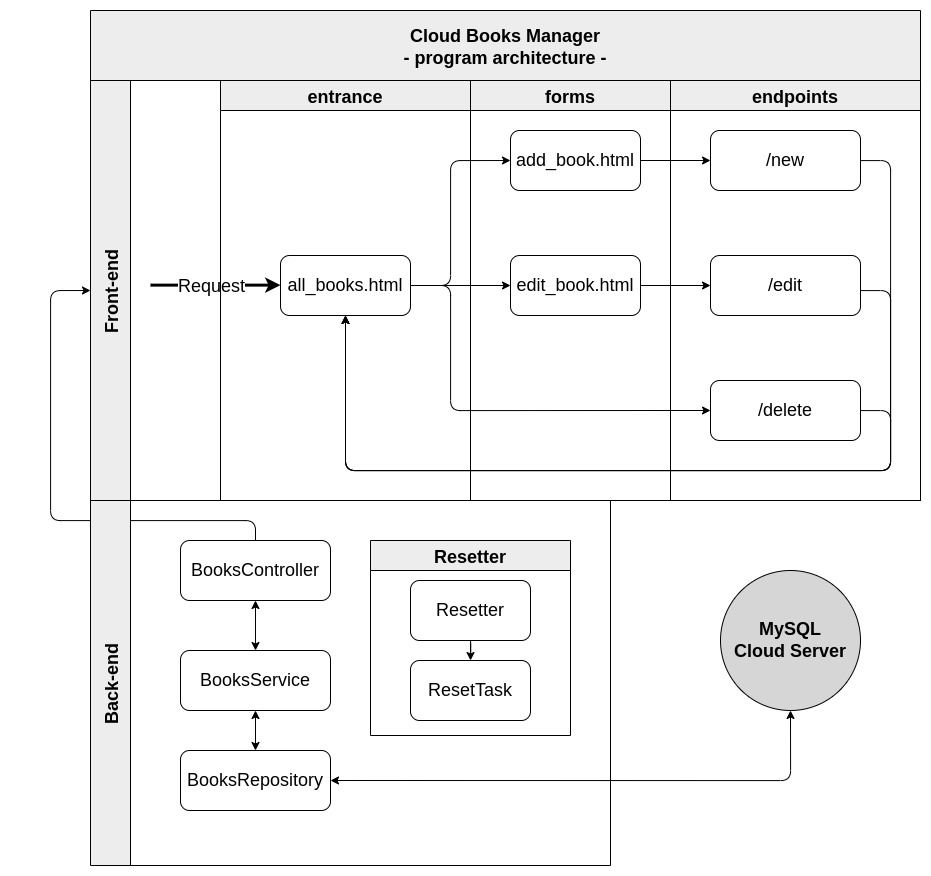 Cloud Books Manager
- program architecture -
entrance
forms
endpoints
Front-end
Request
all_books.html
add_book.html
edit_book.html
/new
/edit
/delete
Back-end
BooksController
BooksService
BooksRepository
Resetter
Resetter
ResetTask
MySQL
Cloud Server